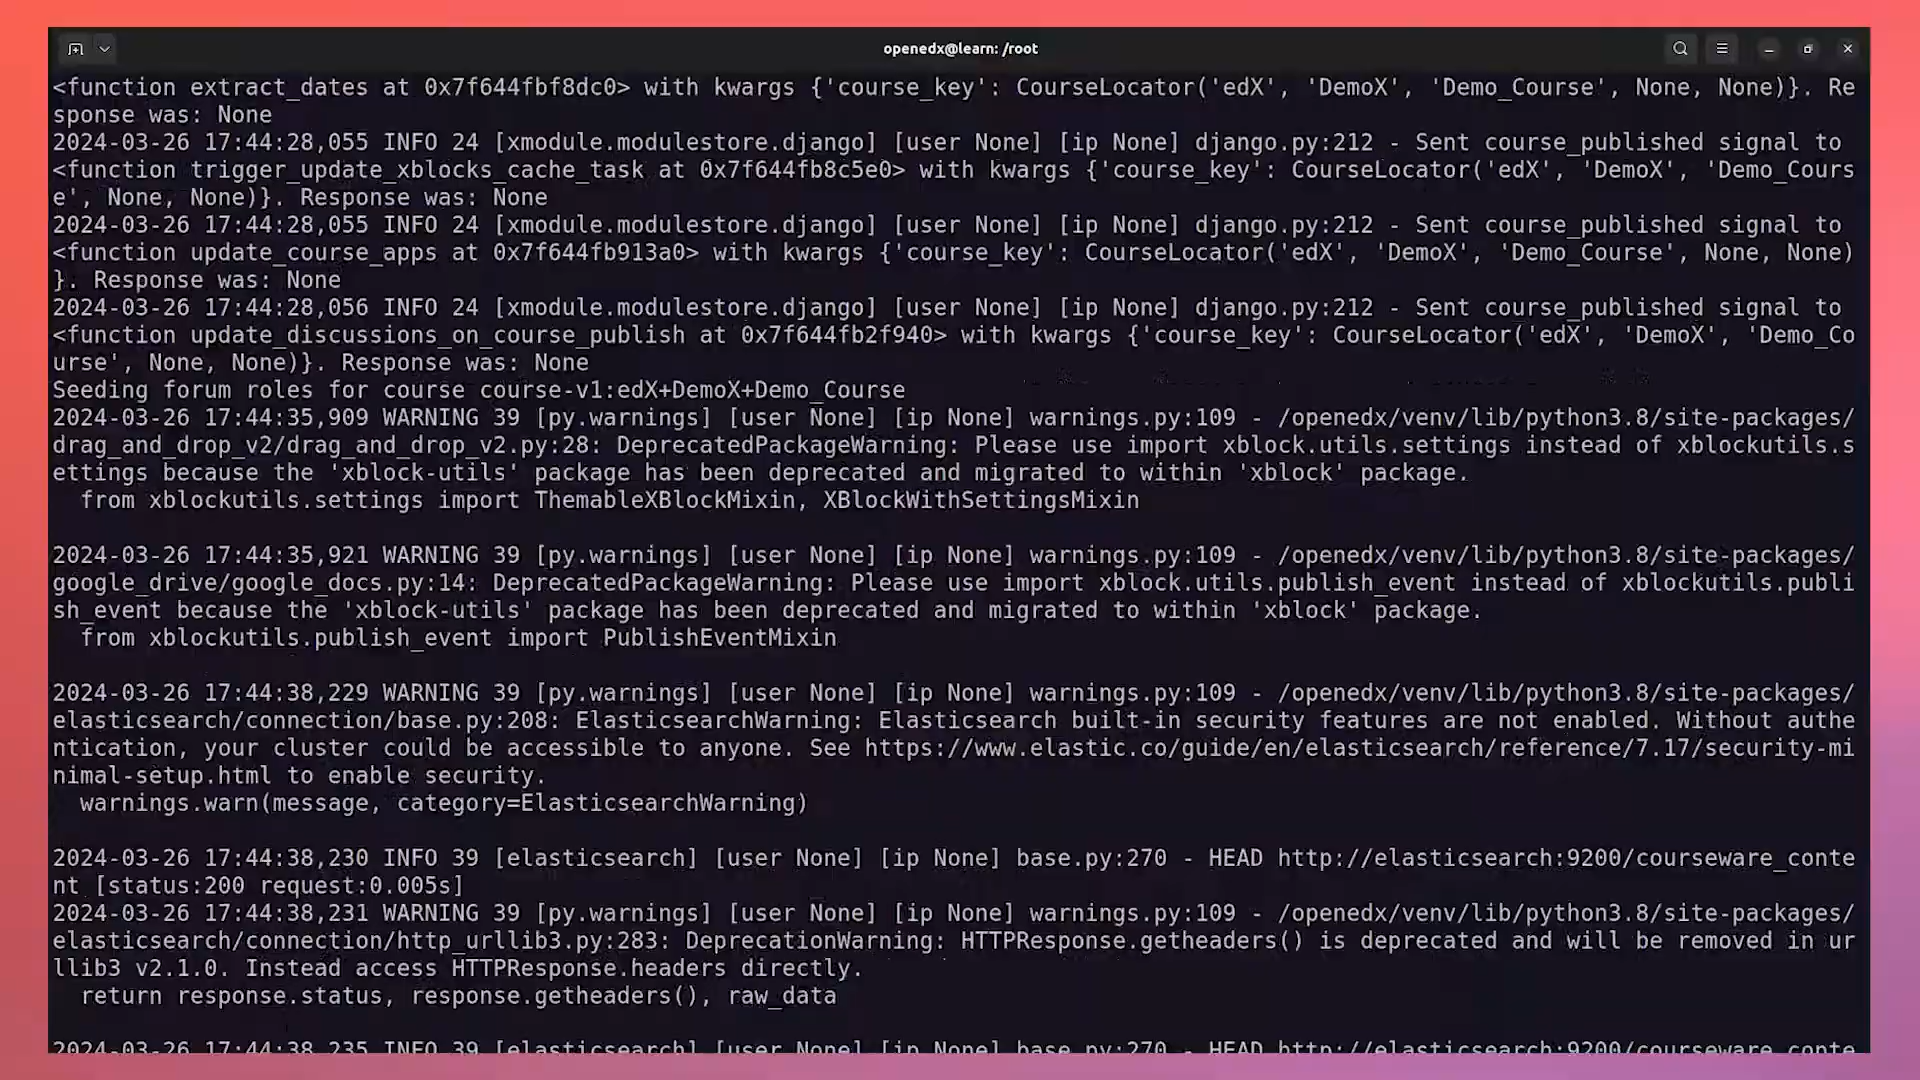 openedx@learn: /root
<function extract_dates at 0x7f644fbf8dc0> with kwargs {'course_key': CourseLocator('edX', 'DemoX', 'Demo_Course', None, None)}. Re
sponse was: None
2024-03-26 17:44:28,055 INFO 24 [xmodule.modulestore.django] [user None] [ip None] django.py:212 - Sent course_published signal to
<function trigger_update_xblocks_cache_task at 0x7f644fb8c5e0> with kwargs {'course_key': CourseLocator('edX', 'DemoX', 'Demo_Cours
e', None, None)}. Response was: None
2024-03-26 17:44:28,055 INFO 24 [xmodule.modulestore.django] [user None] [ip None] django.py:212 - Sent course_published signal to
<function update_course_apps at 0x7f644fb913a0> with kwargs {'course_key': CourseLocator('edX', 'DemoX', 'Demo_Course', None, None)
}. Response was: None
2024-03-26 17:44:28,056 INFO 24 [xmodule.modulestore.django] [user None] [ip None] django.py:212 - Sent course_published signal to
<function update_discussions_on_course_publish at 0x7f644fb2f940> with kwargs {'course_key': CourseLocator('edX', 'DemoX', 'Demo_Co
urse', None, None)}. Response was: None
Seeding forum roles for course course-v1:edX+DemoX+Demo_Course
2024-03-26 17:44:35,909 WARNING 39 [py.warnings] [user None] [ip None] warnings.py:109 - /openedx/venv/lib/python3.8/site-packages/
drag_and_drop_v2/drag_and_drop_v2.py:28: DeprecatedPackageWarning: Please use import xblock.utils.settings instead of xblockutils.s
ettings because the 'xblock-utils' package has been deprecated and migrated to within 'xblock' package.
from xblockutils.settings import ThemableXBlockMixin, XBlockWithSettingsMixin
2024-03-26 17:44:35,921 WARNING 39 [py.warnings] [user None] [ip None] warnings.py:109 - /openedx/venv/lib/python3.8/site-packages/
google_drive/google_docs.py:14: DeprecatedPackageWarning: Please use import xblock.utils.publish_event instead of xblockutils.publi
sh_event because the 'xblock-utils' package has been deprecated and migrated to within 'xblock' package.
from xblockutils.publish_event import PublishEventMixin
2024-03-26 17:44:38,229 WARNING 39 [py.warnings] [user None] [ip None] warnings.py:109 - /openedx/venv/lib/python3.8/site-packages/
elasticsearch/connection/base.py:208: ElasticsearchWarning: Elasticsearch built-in security features are not enabled. Without authe
ntication, your cluster could be accessible to anyone. See https://www.elastic.co/guide/en/elasticsearch/reference/7.17/security-mi
nimal-setup.html to enable security.
warnings.warn(message, category=ElasticsearchWarning)
2024-03-26 17:44:38,230 INFO 39 [elasticsearch] [user None] [ip None] base.py:270 - HEAD http://elasticsearch:9200/courseware_conte
nt [status:200 request:0.005s]
2024-03-26 17:44:38,231 WARNING 39 [py.warnings] [user None] [ip None] warnings.py:109 - /openedx/venv/lib/python3.8/site-packages/
elasticsearch/connection/http_urllib3.py:283: DeprecationWarning: HTTPResponse.getheaders() is deprecated and will be removed in ur
llib3 v2.1.0. Instead access HTTPResponse.headers directly.
return response.status, response.getheaders(), raw_data
2024-03-26 17:44:38,235 INFO 39 [elasticsearch] [user None] [ip None] base.py:270 - HEAD http://elasticsearch:9200/courseware_conte